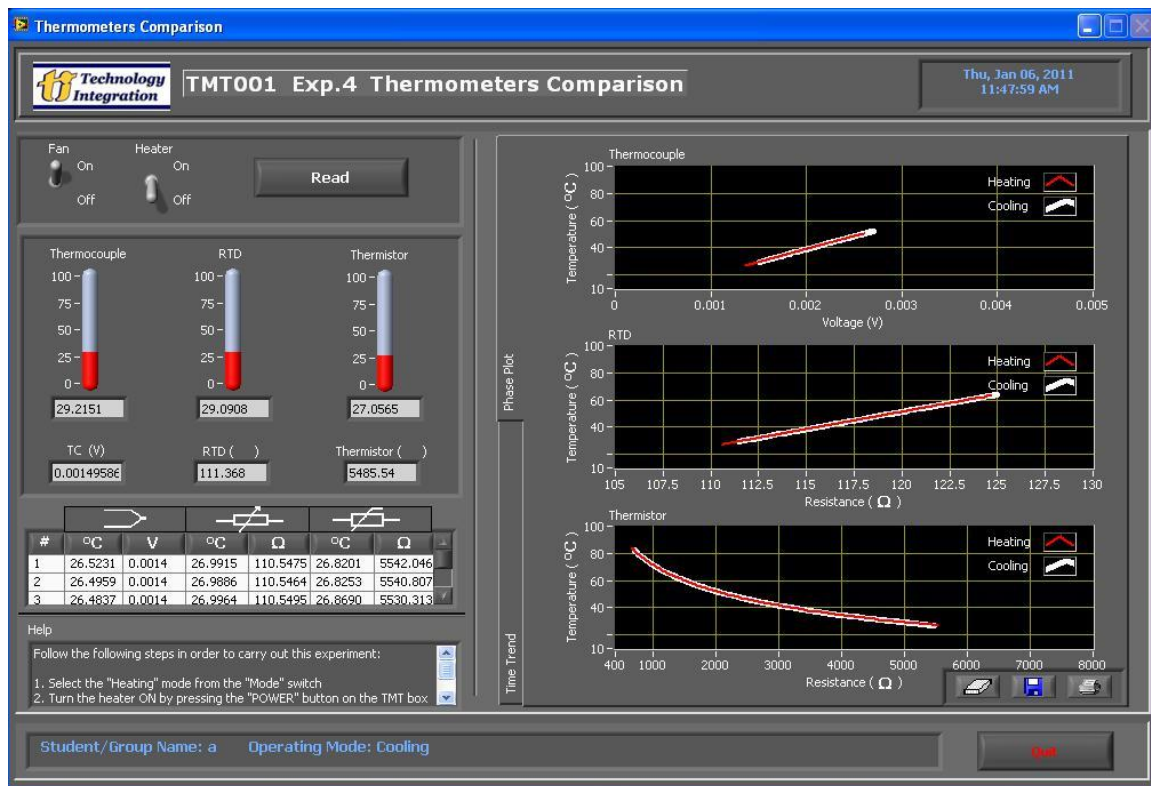 Thermometers Comparison
Technology
Integration
TMT001 Exp.4 Thermometers Comparison
Thu, Jan 06, 2011
11:47:59 AM
Fan
On
Off
Heater
On
Off
Read
Thermocouple
100
75
50
25
0
29.2151
RTD
100
75
50
25
0
29.0908
Thermistor
100
75
50
25
0
27.0565
TC (V)
0.0014958
RTD ( )
111.368
Thermistor ( )
5485.54
# °C V °C Ω °C Ω
1 26.5231 0.0014 26.9915 110.5475 26.8201 5542.046
2 26.4959 0.0014 26.9886 110.5464 26.8253 5540.807
3 26.4837 0.0014 26.9964 110.5495 26.8690 5530.313
Help
Follow the following steps in order to carry out this experiment:
1. Select the "Heating" mode from the "Mode" switch
2. Turn the heater ON by pressing the "POWER" button on the TMT box
Phase Plot
Time Trend
Thermocouple
Temperature (°C)
100
80
60
40
10
0 0.001 0.002 0.003 0.004 0.005
Voltage (V)
Heating
Cooling
RTD
Temperature (°C)
100
80
60
40
10
105 107.5 110 112.5 115 117.5 120 122.5 125 127.5 130
Resistance (Ω)
Heating
Cooling
Thermistor
Temperature (°C)
100
80
60
40
10
400 1000 2000 3000 4000 5000 6000 7000 8000
Resistance (Ω)
Heating
Cooling
Student/Group Name: a Operating Mode: Cooling
Quit